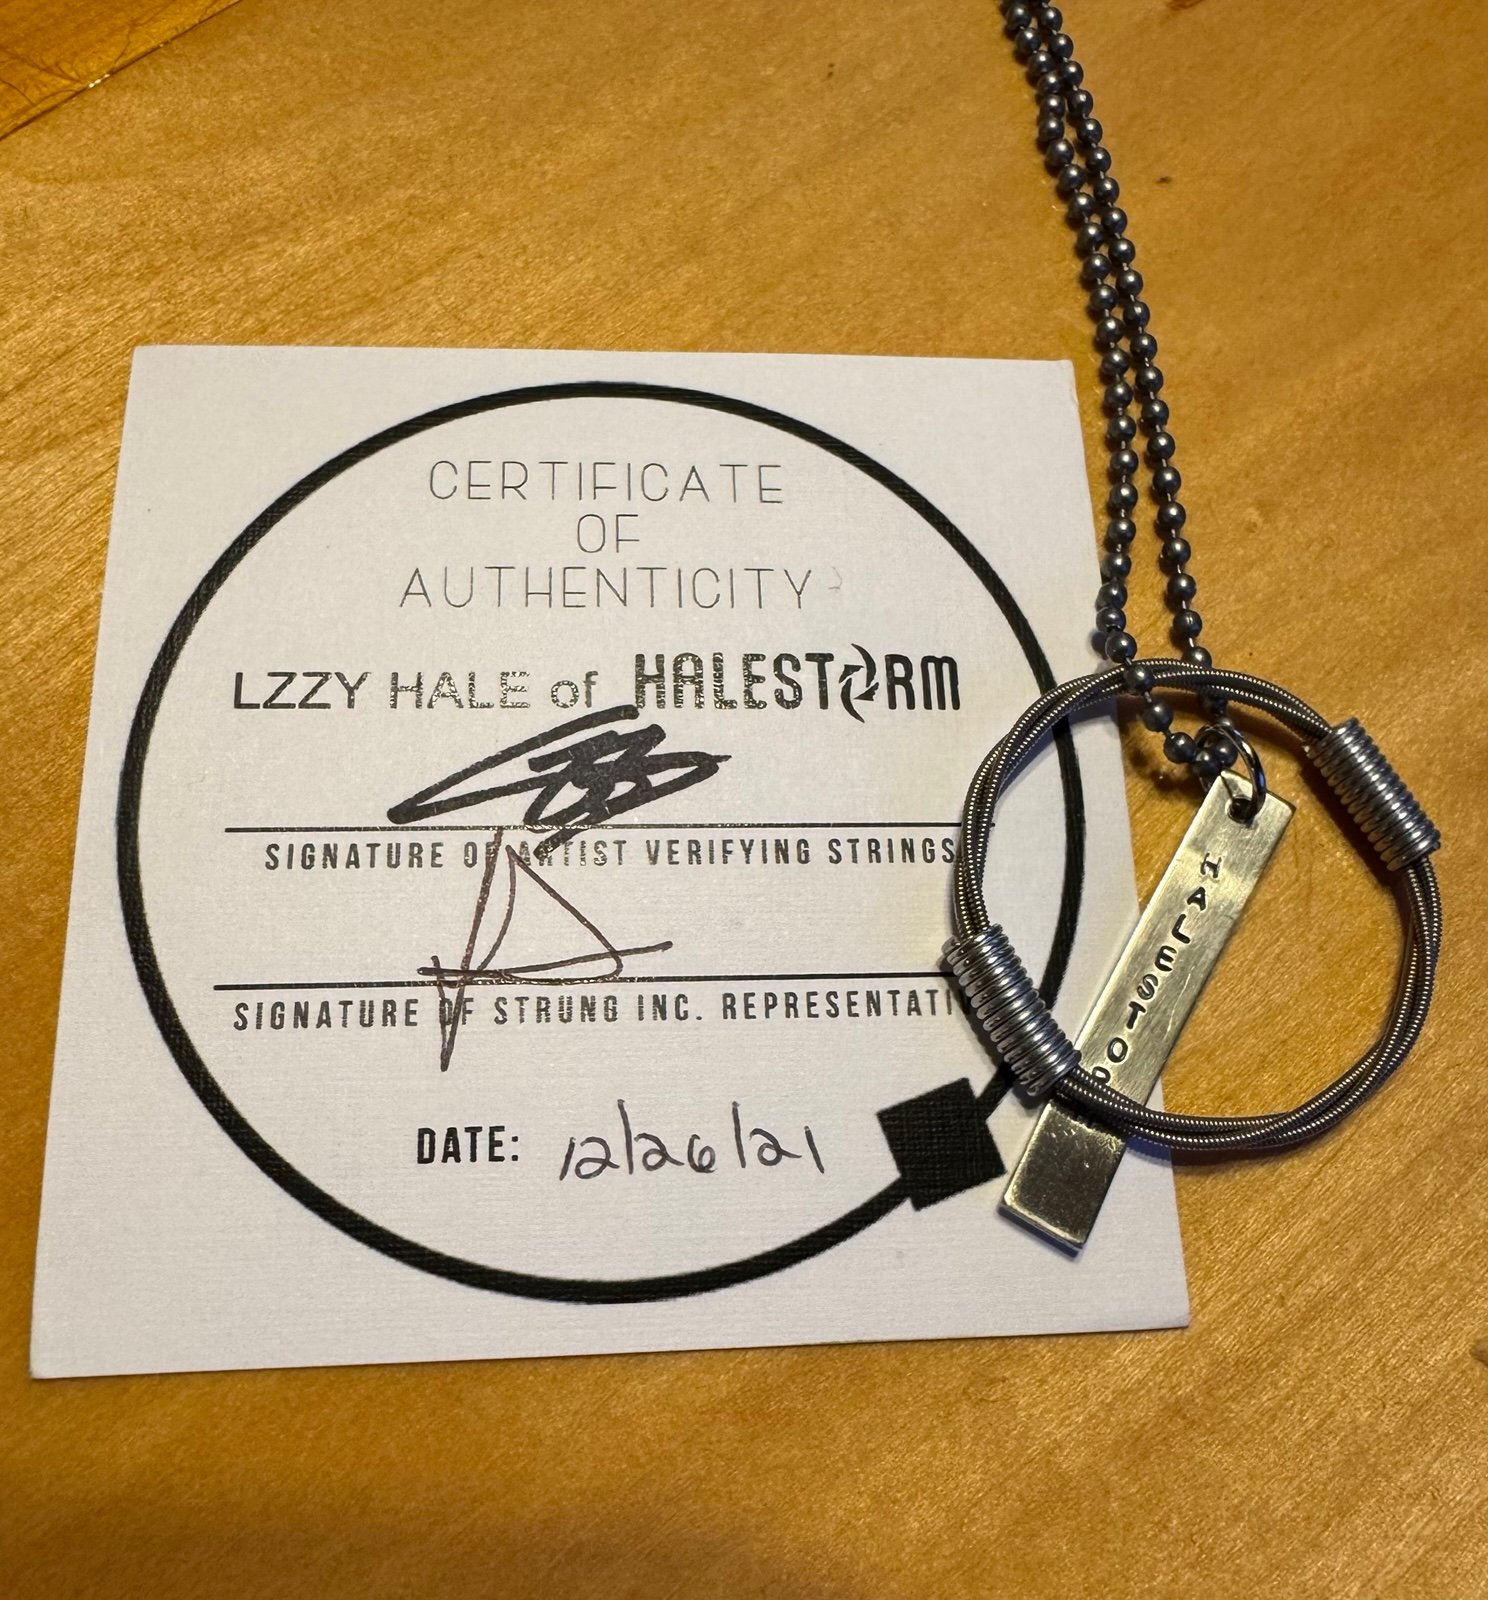 CERTIFICATE
OF
AUTHENTICITY
LZZY HALE of HALESTORM
SIGNATURE OF ARTIST VERIFYING STRINGS
SIGNATURE OF STRUNG INC. REPRESENTATI
DATE: 12/26/21
HALESTOR